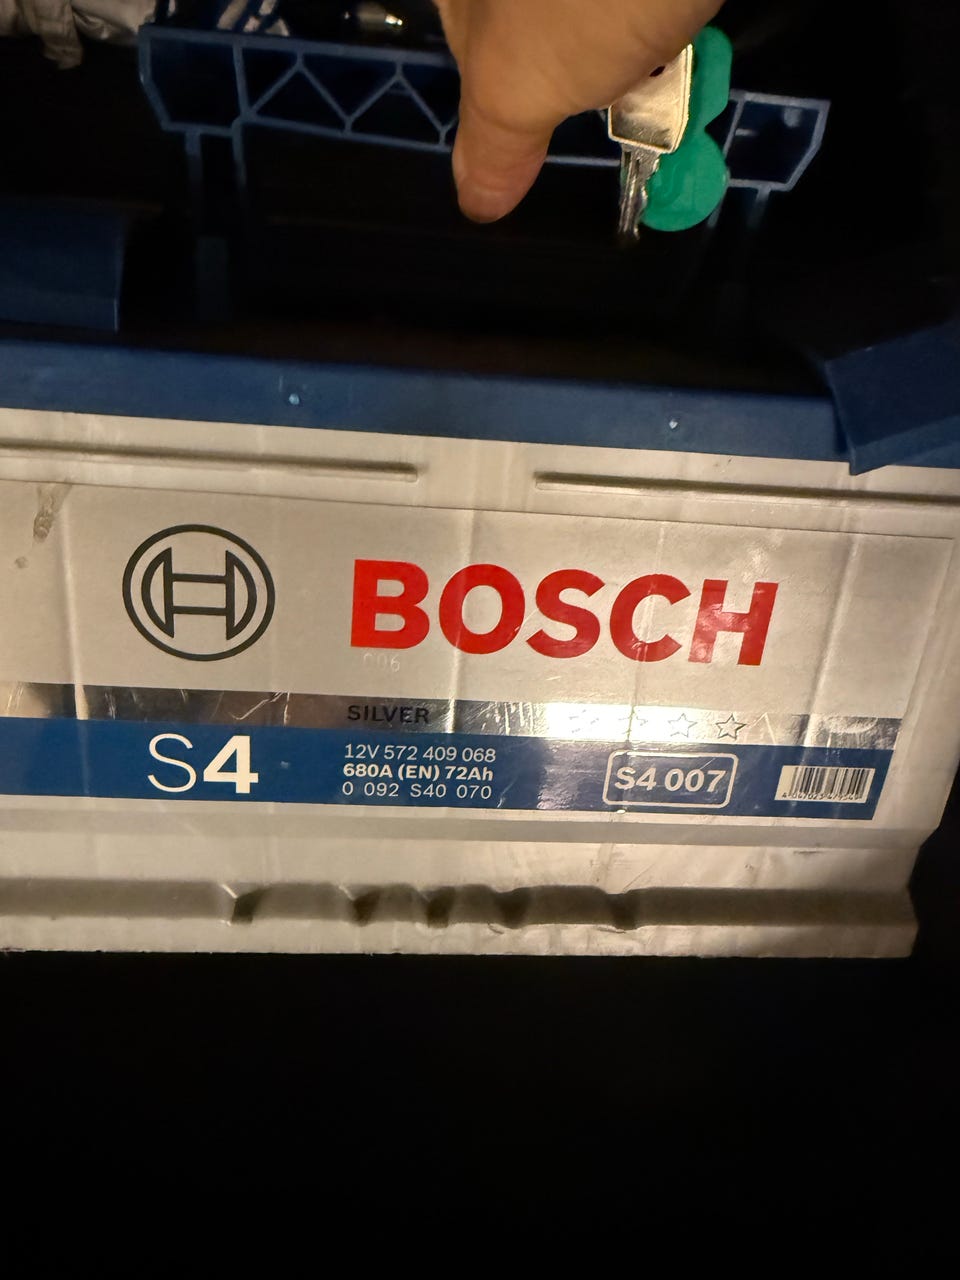 BOSCH
SILVER
S4
12V 572 409 068
680A (EN) 72Ah
0 092 S40 070
S4 007